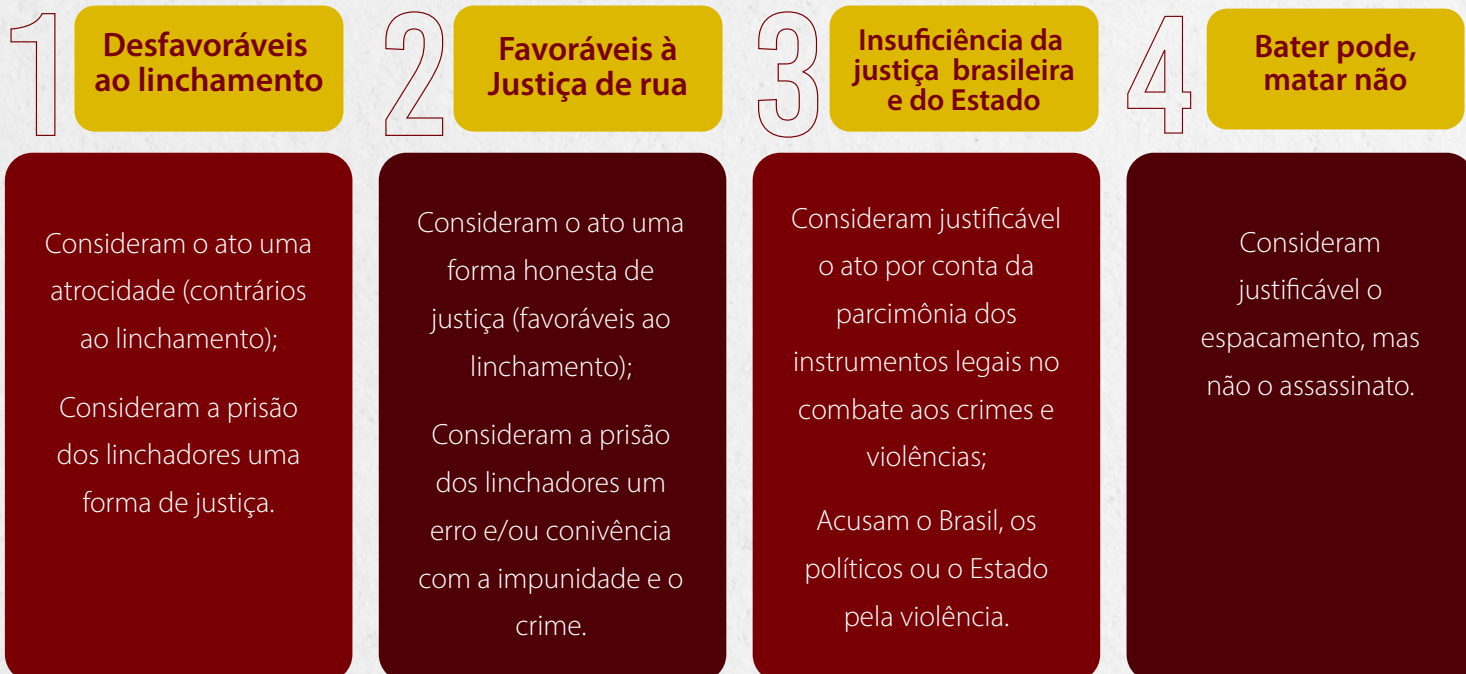 1
Desfavoráveis
ao linchamento
Consideram o ato uma
atrocidade (contrários
ao linchamento);
Consideram a prisão
dos linchadores uma
forma de justiça.
2
Favoráveis à
Justiça de rua
Consideram o ato uma
forma honesta de
justiça (favoráveis ao
linchamento);
Consideram a prisão
dos linchadores um
erro e/ou conivência
com a impunidade e o
crime.
3
Insuficiência da
justiça brasileira
e do Estado
Consideram justificável
o ato por conta da
parcimônia dos
instrumentos legais no
combate aos crimes e
violências;
Acusam o Brasil, os
políticos ou o Estado
pela violência.
4
Bater pode,
matar não
Consideram
justificável o
espacamento, mas
não o assassinato.